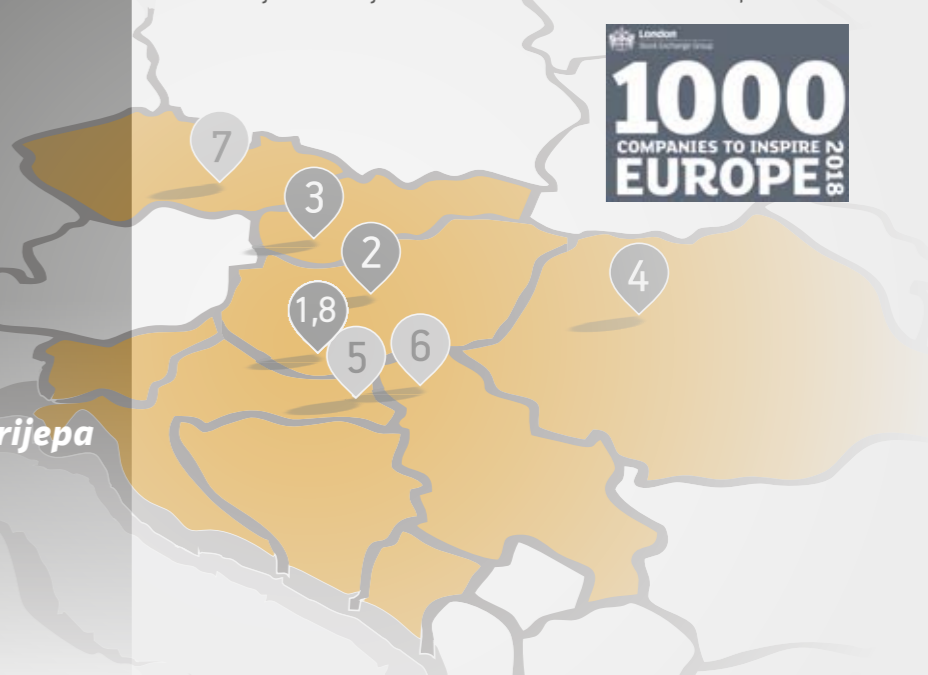 London
Stock Exchange Group
1000
COMPANIES TO INSPIRE
EUROPE 2018
7
3
2
4
1,8
5
6
rijepa